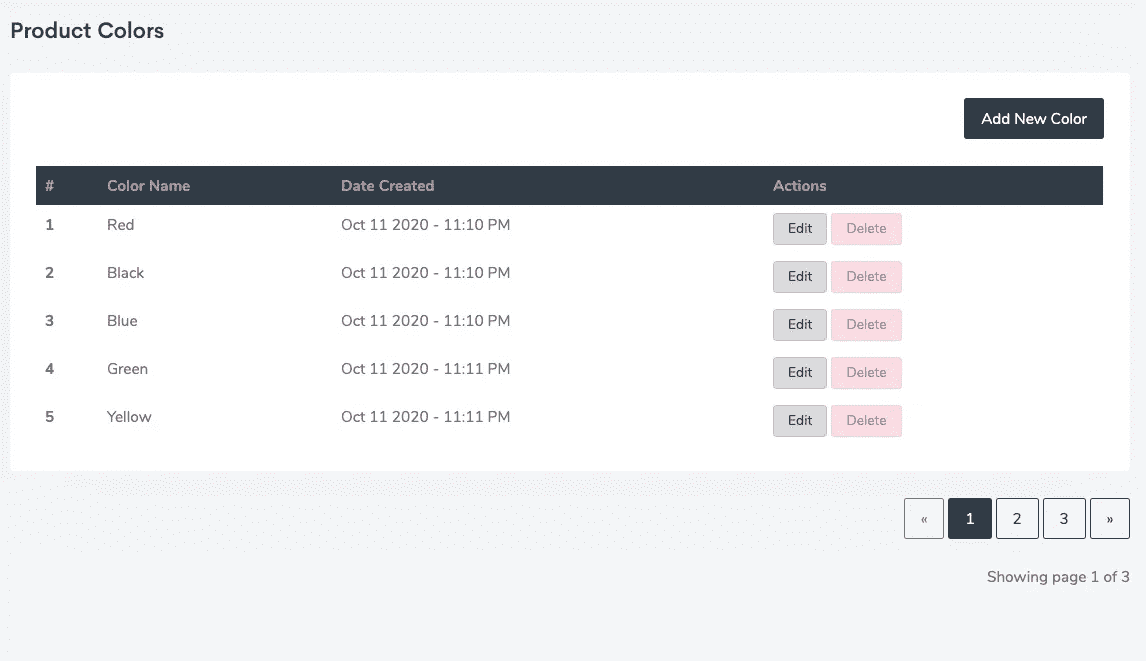 Product Colors
Add New Color
# Color Name Date Created Actions
1 Red Oct 11 2020 - 11:10 PM Edit Delete
2 Black Oct 11 2020 - 11:10 PM Edit Delete
3 Blue Oct 11 2020 - 11:10 PM Edit Delete
4 Green Oct 11 2020 - 11:11 PM Edit Delete
5 Yellow Oct 11 2020 - 11:11 PM Edit Delete
« 1 2 3 »
Showing page 1 of 3